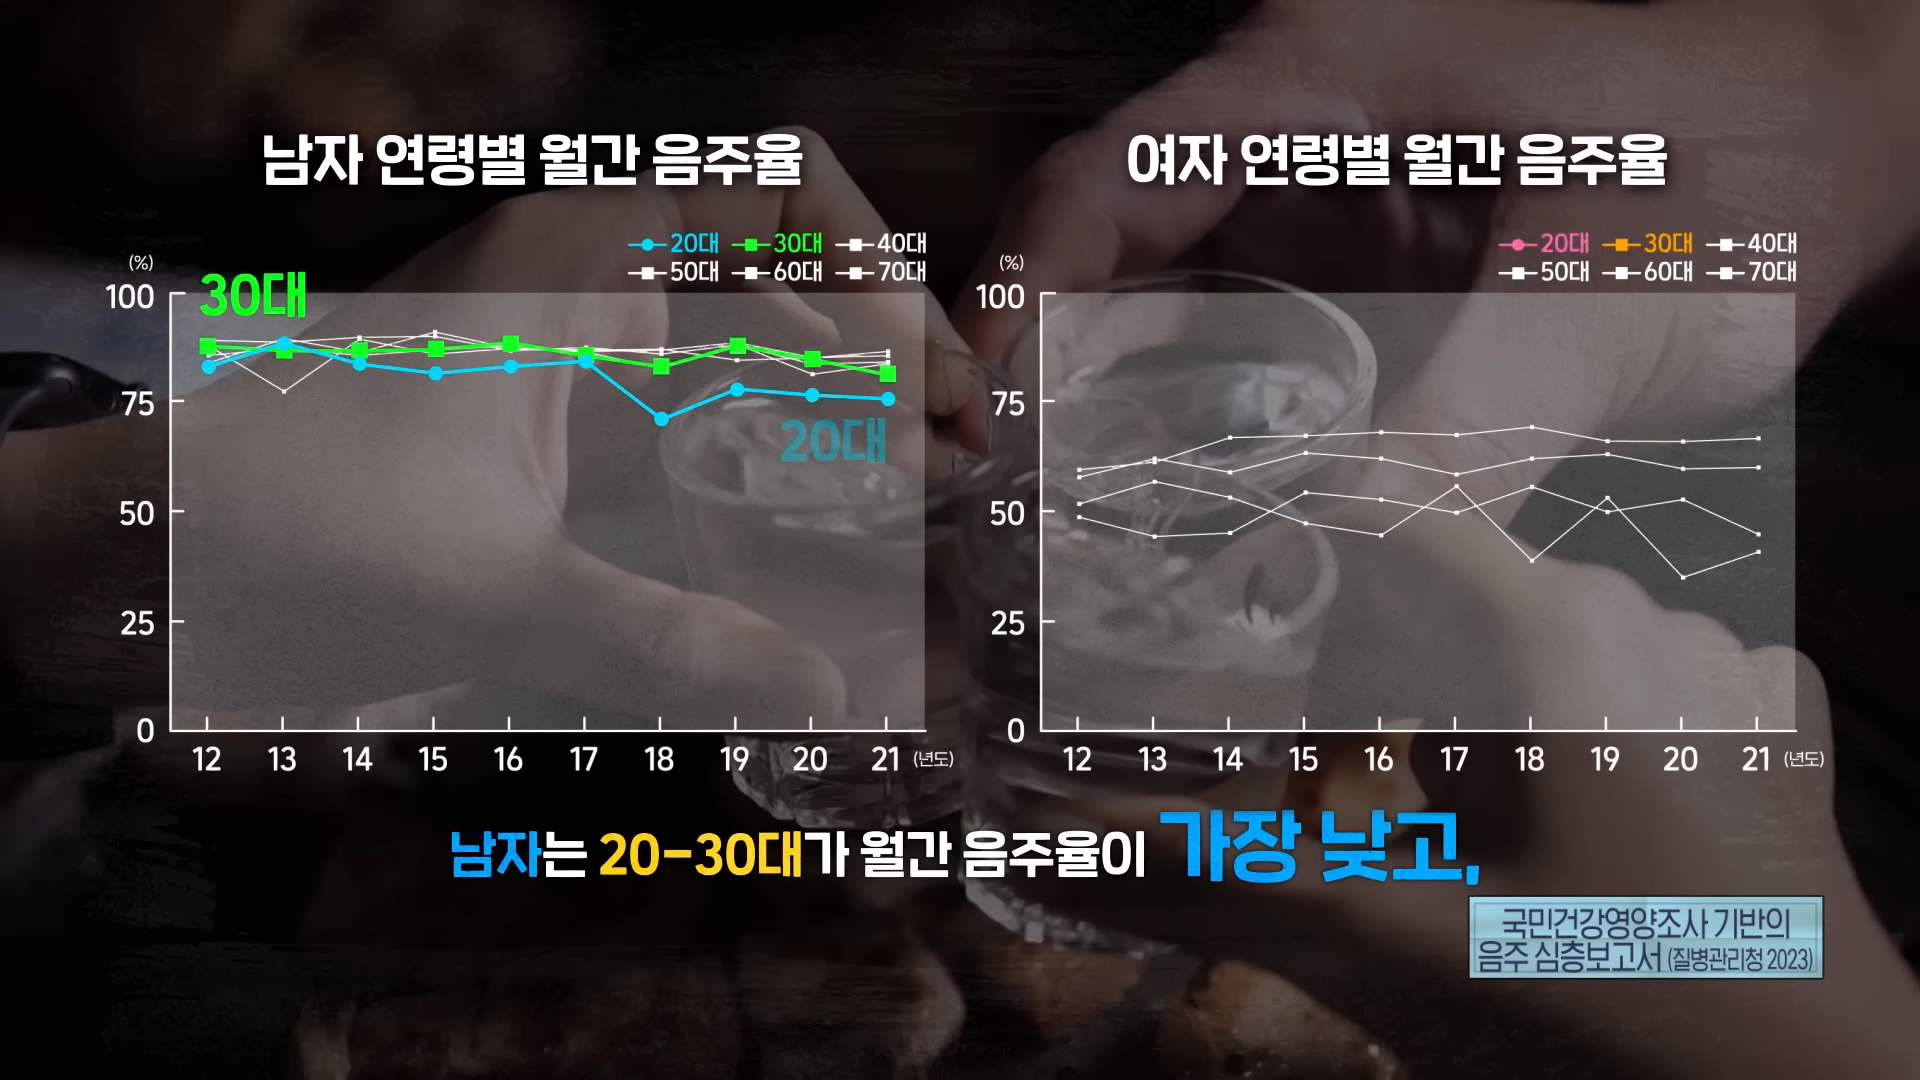 남자 연령별 월간 음주율
20대 30대 40대
50대 60대 70대
(%)
30대
100
75
50
25
0
20대
12 13 14 15 16 17 18 19 20 21 (년도)
여자 연령별 월간 음주율
20대 30대 40대
50대 60대 70대
(%)
100
75
50
25
0
12 13 14 15 16 17 18 19 20 21 (년도)
남자는 20-30대가 월간 음주율이 가장 낮고,
국민건강영양조사 기반의
음주 심층보고서 (질병관리청 2023)